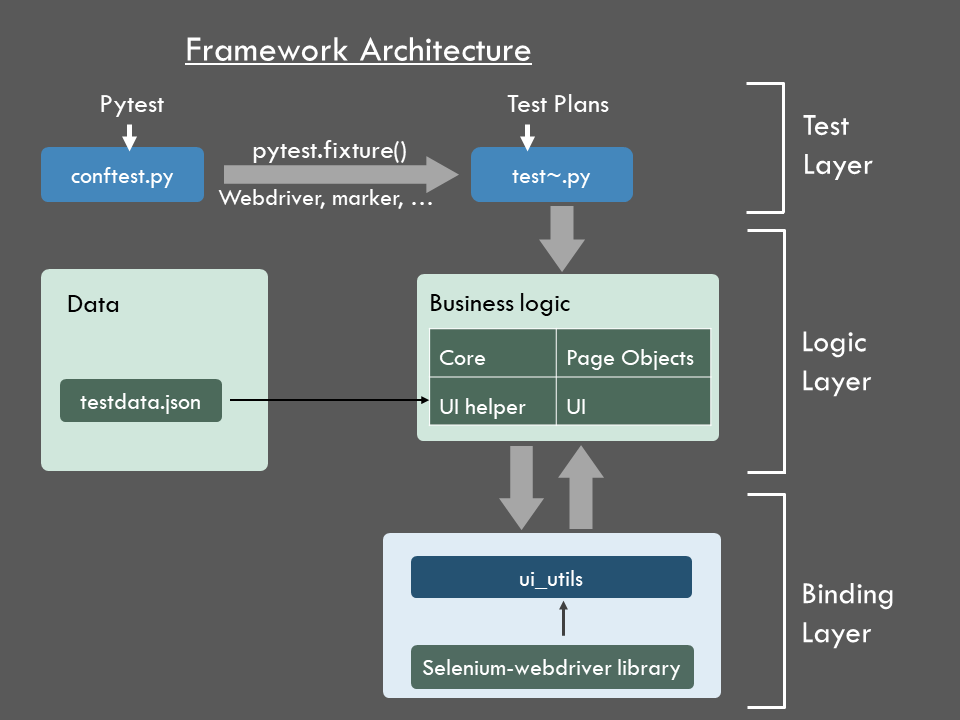 Framework Architecture
Pytest
Test Plans
conftest.py
pytest.fixture()
Webdriver, marker, ...
test~.py
Test
Layer
Data
testdata.json
Business logic
Core
Page Objects
UI helper
UI
Logic
Layer
ui_utils
Selenium-webdriver library
Binding
Layer